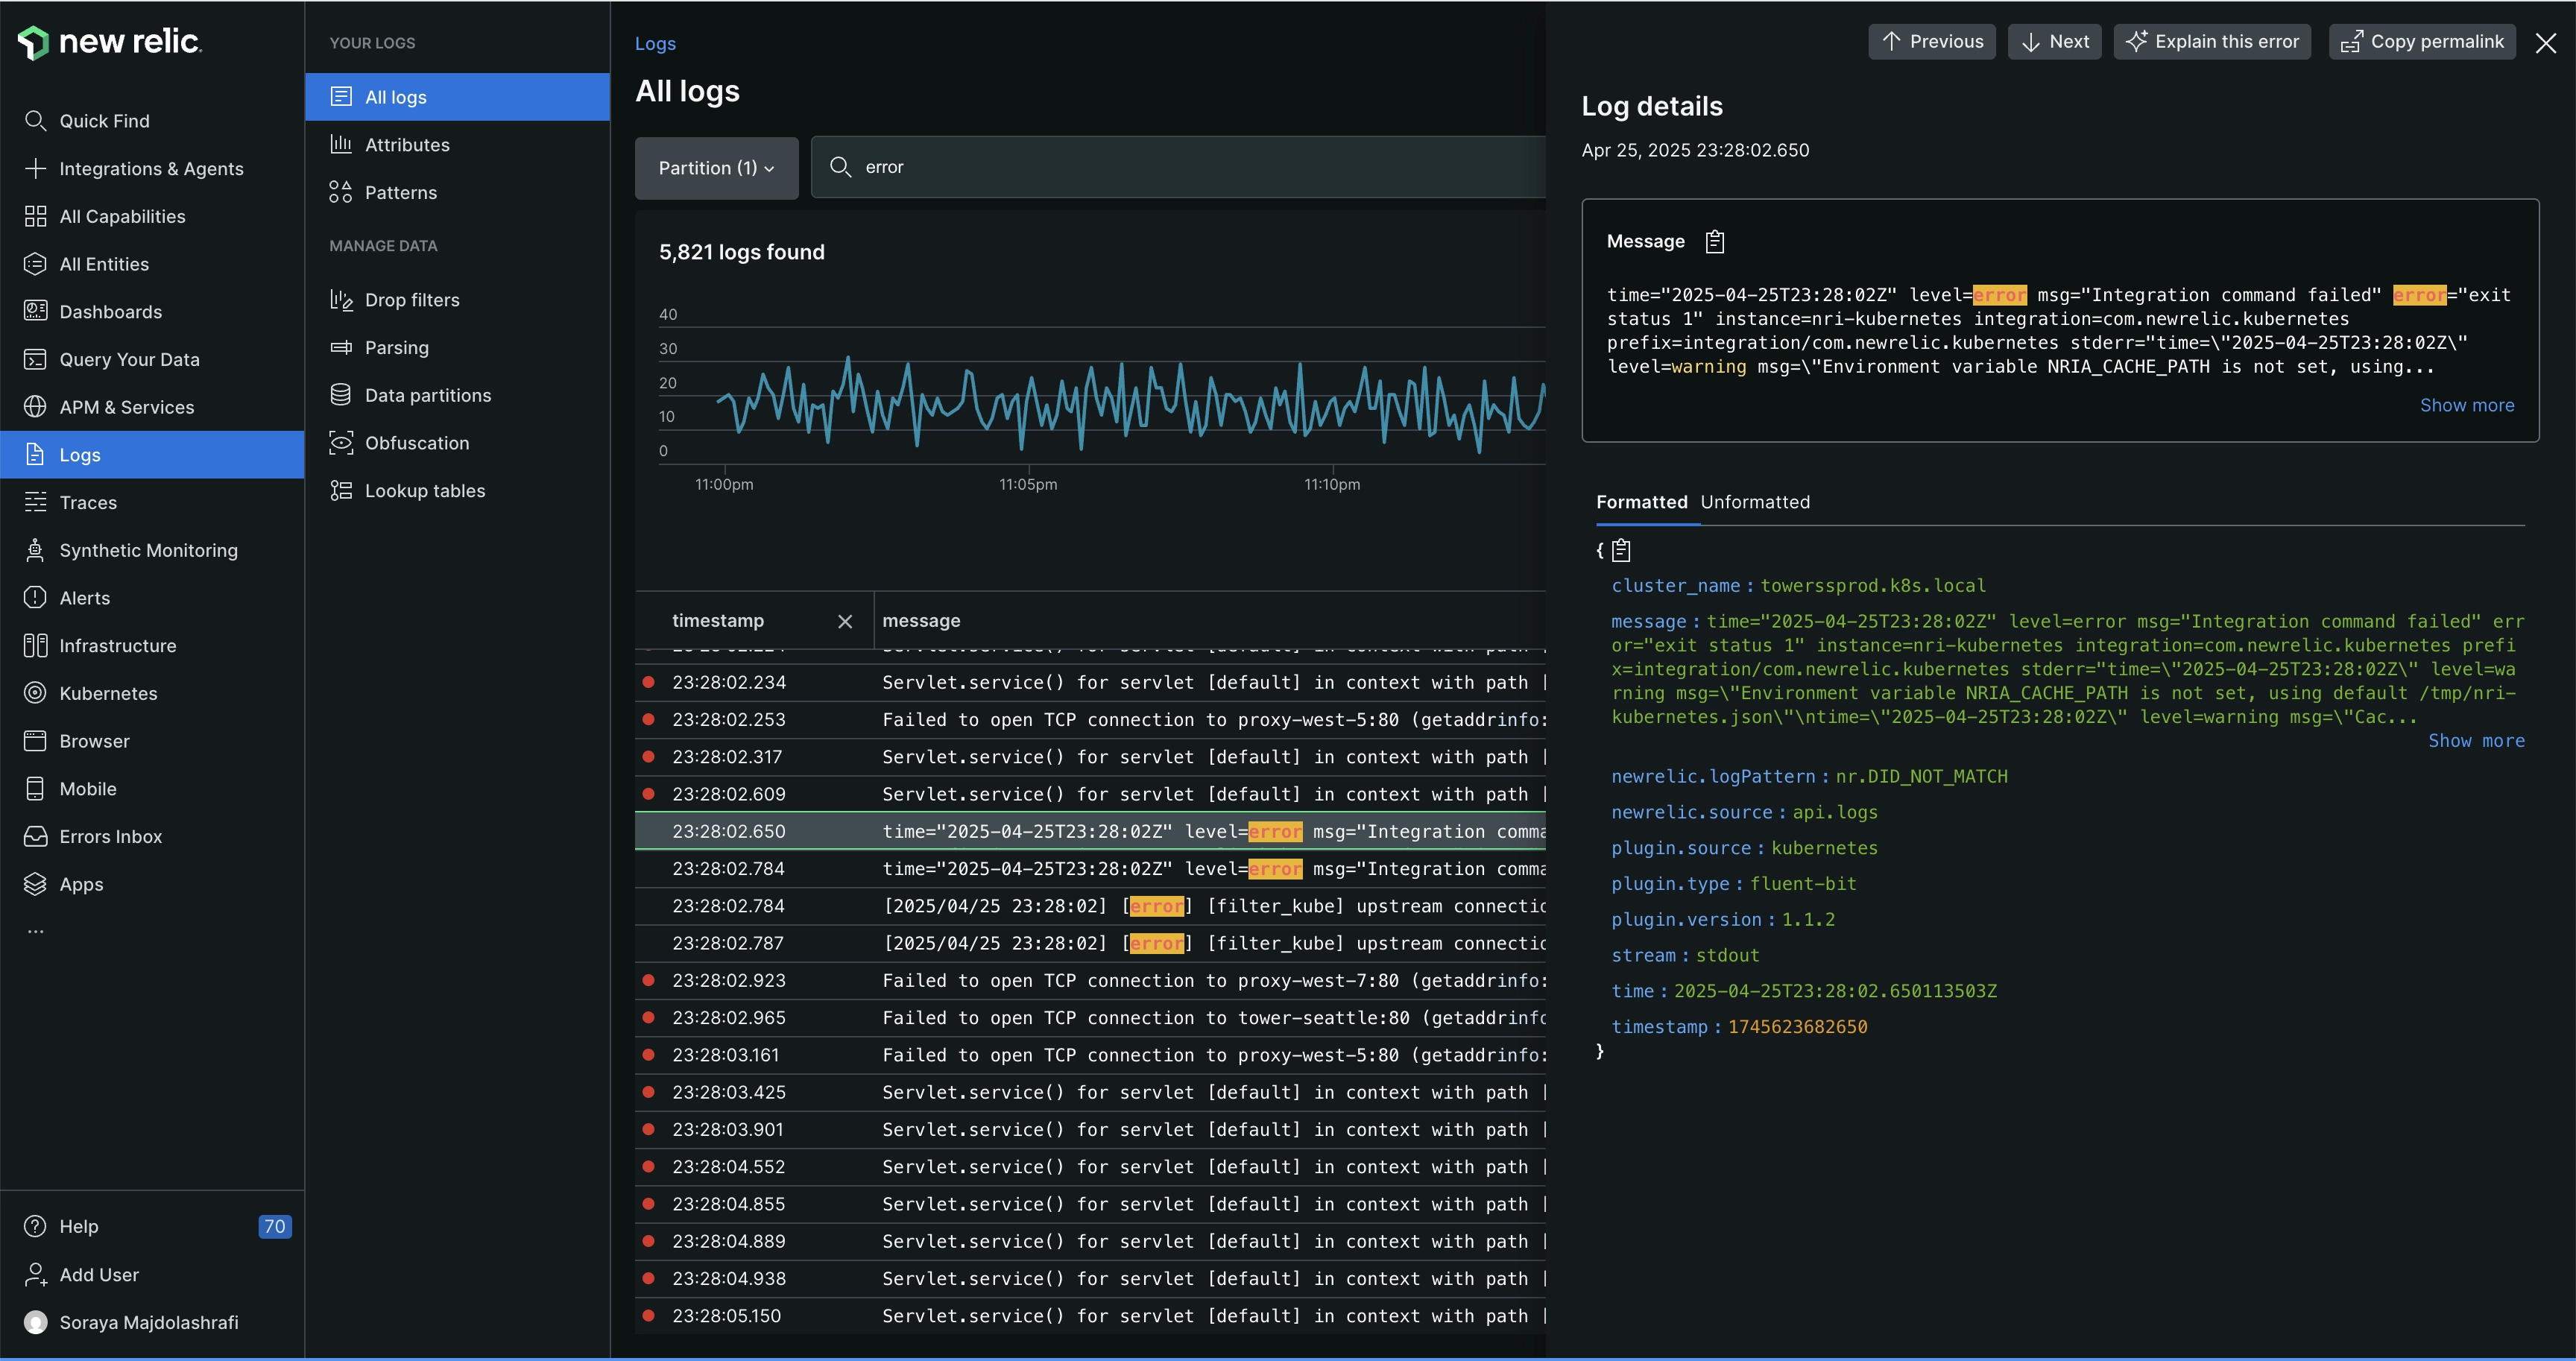 new relic.
Quick Find
Integrations & Agents
All Capabilities
All Entities
Dashboards
Query Your Data
APM & Services
Logs
Traces
Synthetic Monitoring
Alerts
Infrastructure
Kubernetes
Browser
Mobile
Errors Inbox
Apps
...
Help 70
Add User
Soraya Majdolashrafi
YOUR LOGS
All logs
Attributes
Patterns
MANAGE DATA
Drop filters
Parsing
Data partitions
Obfuscation
Lookup tables
Logs
All logs
Partition (1)
error
5,821 logs found
40
30
20
10
0
11:00pm 11:05pm 11:10pm
timestamp message
23:28:02.234 Servlet.service() for servlet [default] in context with path [
23:28:02.253 Failed to open TCP connection to proxy-west-5:80 (getaddrinfo:
23:28:02.317 Servlet.service() for servlet [default] in context with path [
23:28:02.609 Servlet.service() for servlet [default] in context with path [
23:28:02.650 time="2025-04-25T23:28:02Z" level=error msg="Integration comma
23:28:02.784 time="2025-04-25T23:28:02Z" level=error msg="Integration comma
23:28:02.784 [2025/04/25 23:28:02] [error] [filter_kube] upstream connectio
23:28:02.787 [2025/04/25 23:28:02] [error] [filter_kube] upstream connectio
23:28:02.923 Failed to open TCP connection to proxy-west-7:80 (getaddrinfo:
23:28:02.965 Failed to open TCP connection to tower-seattle:80 (getaddrinfo
23:28:03.161 Failed to open TCP connection to proxy-west-5:80 (getaddrinfo:
23:28:03.425 Servlet.service() for servlet [default] in context with path [
23:28:03.901 Servlet.service() for servlet [default] in context with path [
23:28:04.552 Servlet.service() for servlet [default] in context with path [
23:28:04.855 Servlet.service() for servlet [default] in context with path [
23:28:04.889 Servlet.service() for servlet [default] in context with path [
23:28:04.938 Servlet.service() for servlet [default] in context with path [
23:28:05.150 Servlet.service() for servlet [default] in context with path [
Previous Next Explain this error Copy permalink
Log details
Apr 25, 2025 23:28:02.650
Message
time="2025-04-25T23:28:02Z" level=error msg="Integration command failed" error="exit
status 1" instance=nri-kubernetes integration=com.newrelic.kubernetes
prefix=integration/com.newrelic.kubernetes stderr="time=\"2025-04-25T23:28:02Z\"
level=warning msg=\"Environment variable NRIA_CACHE_PATH is not set, using...
Show more
Formatted Unformatted
{
cluster_name : towerssprod.k8s.local
message : time="2025-04-25T23:28:02Z" level=error msg="Integration command failed" err
or="exit status 1" instance=nri-kubernetes integration=com.newrelic.kubernetes prefi
x=integration/com.newrelic.kubernetes stderr="time=\"2025-04-25T23:28:02Z\" level=wa
rning msg=\"Environment variable NRIA_CACHE_PATH is not set, using default /tmp/nri-
kubernetes.json\"\ntime=\"2025-04-25T23:28:02Z\" level=warning msg=\"Cac...
Show more
newrelic.logPattern : nr.DID_NOT_MATCH
newrelic.source : api.logs
plugin.source : kubernetes
plugin.type : fluent-bit
plugin.version : 1.1.2
stream : stdout
time : 2025-04-25T23:28:02.650113503Z
timestamp : 1745623682650
}